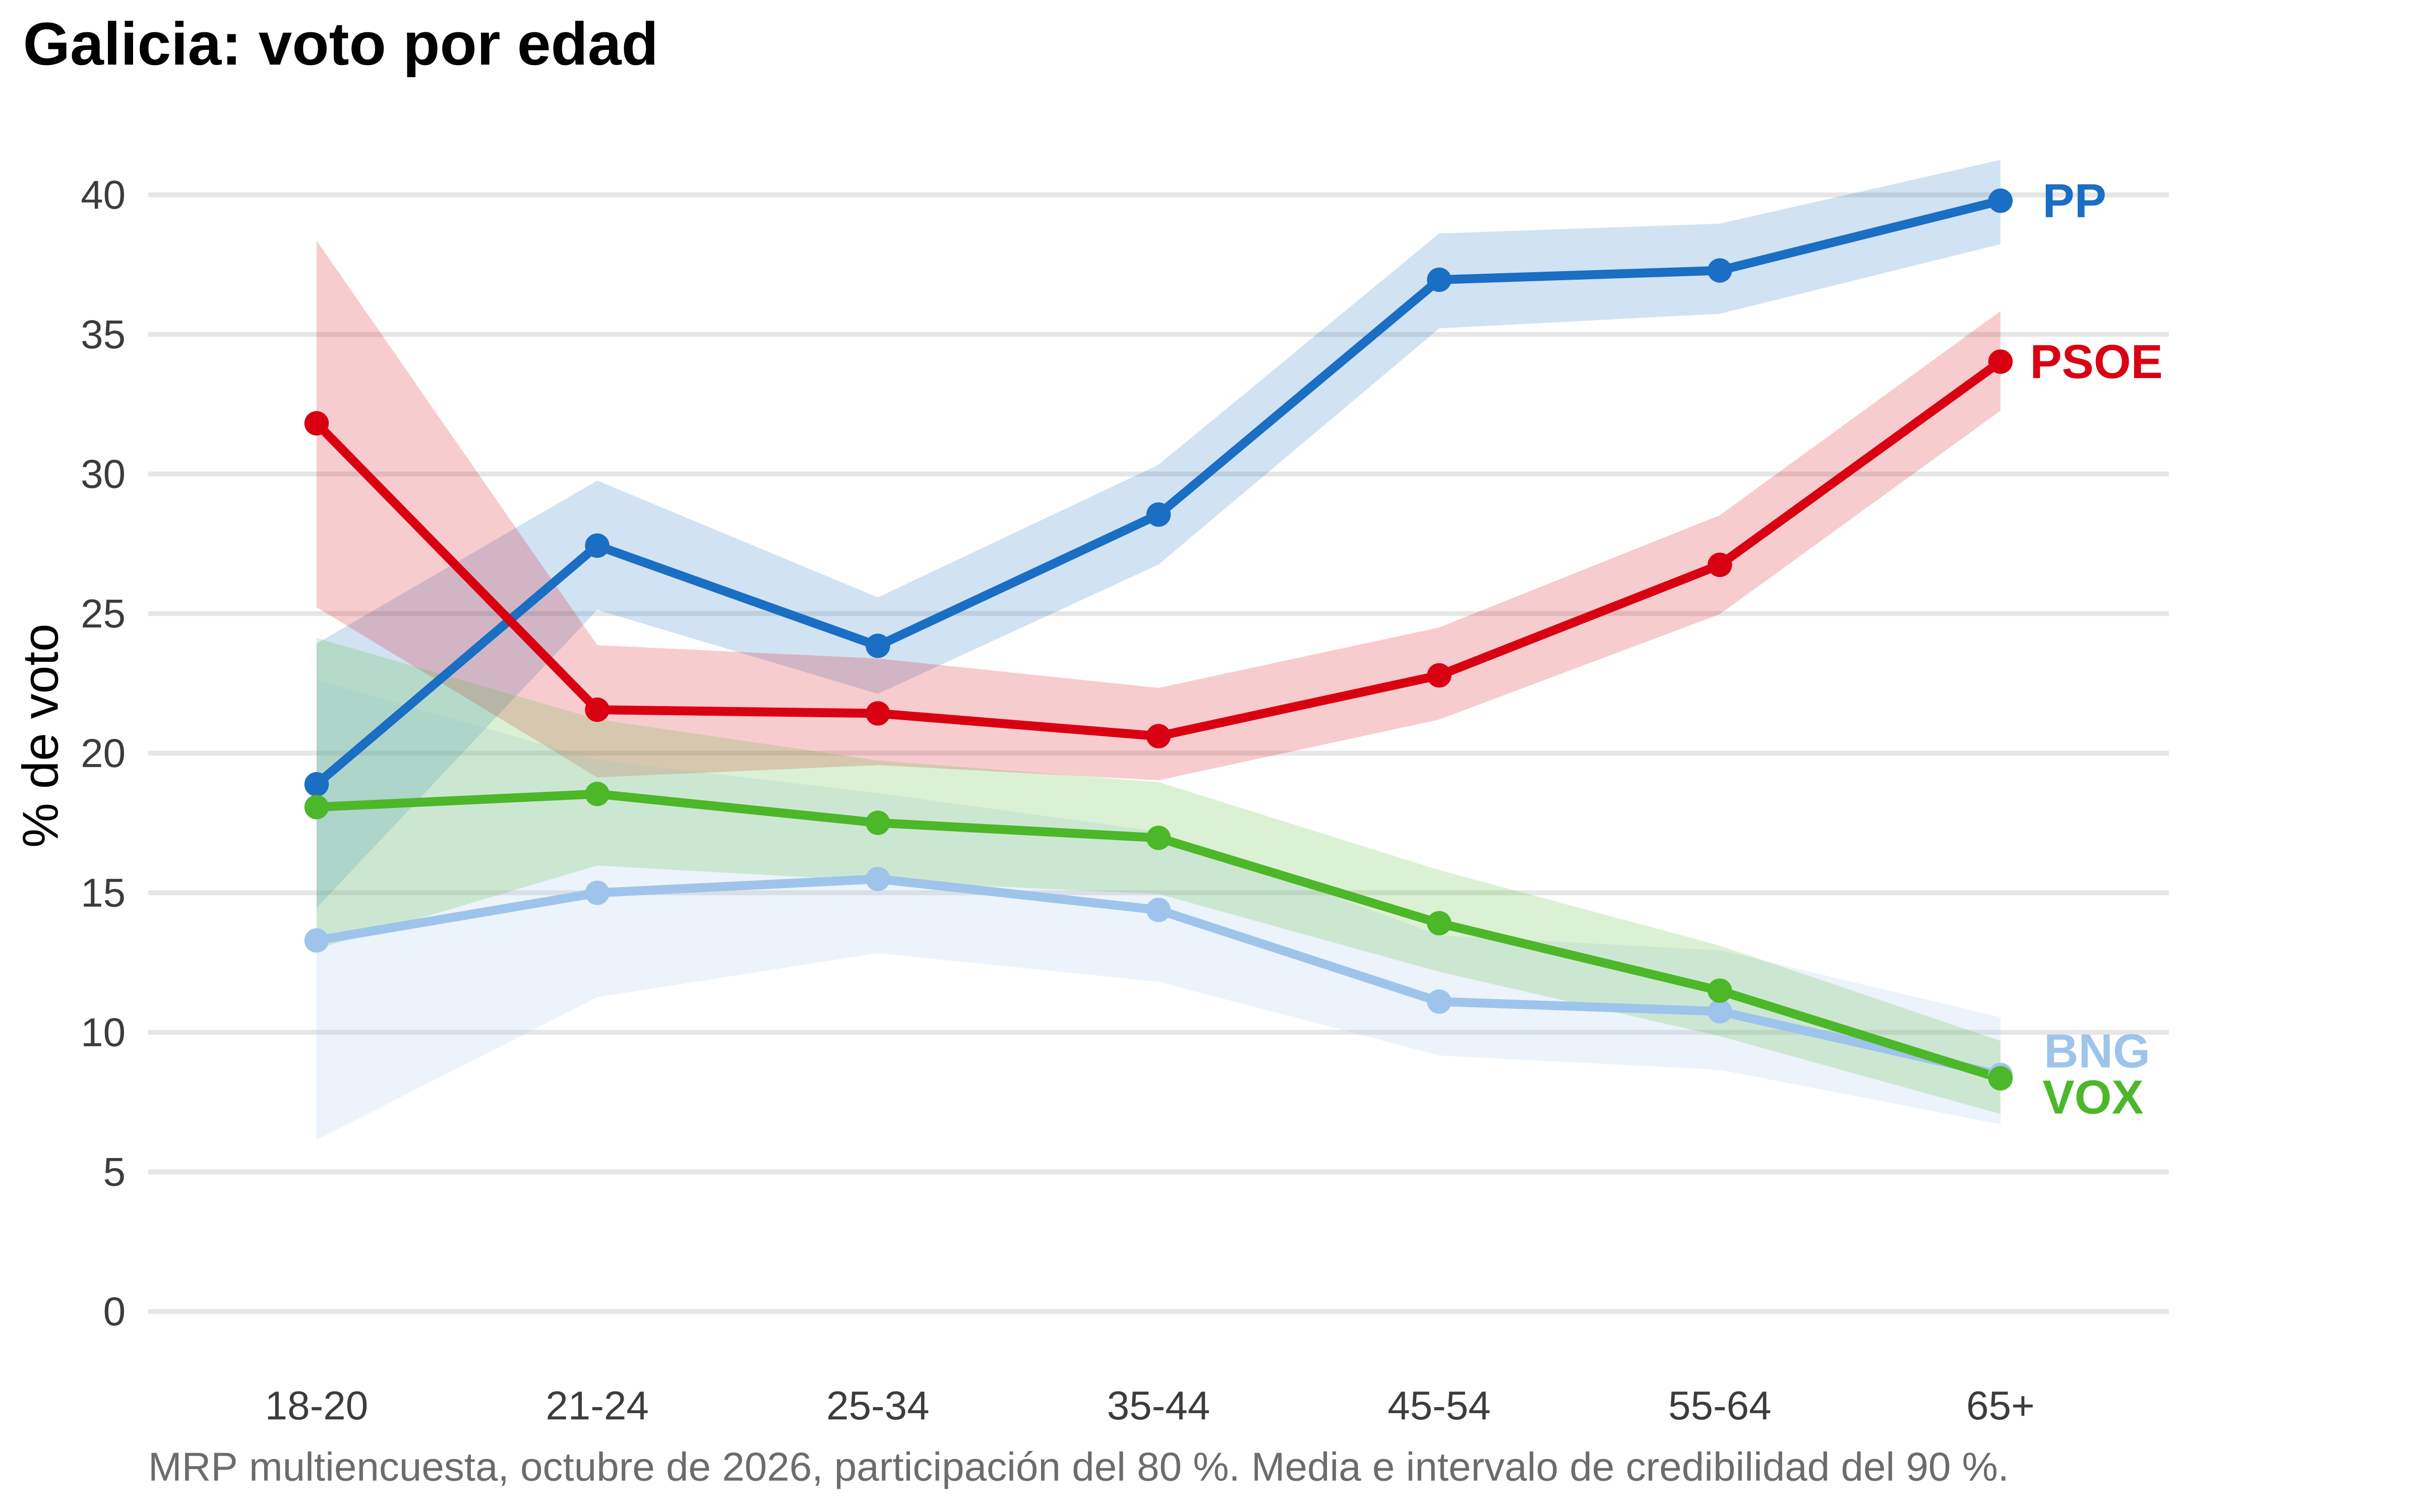 Galicia: voto por edad
% de voto
40
35
30
25
20
15
10
5
0
PP
PSOE
BNG
VOX
18-20 21-24 25-34 35-44 45-54 55-64 65+
MRP multiencuesta, octubre de 2026, participación del 80 %. Media e intervalo de credibilidad del 90 %.